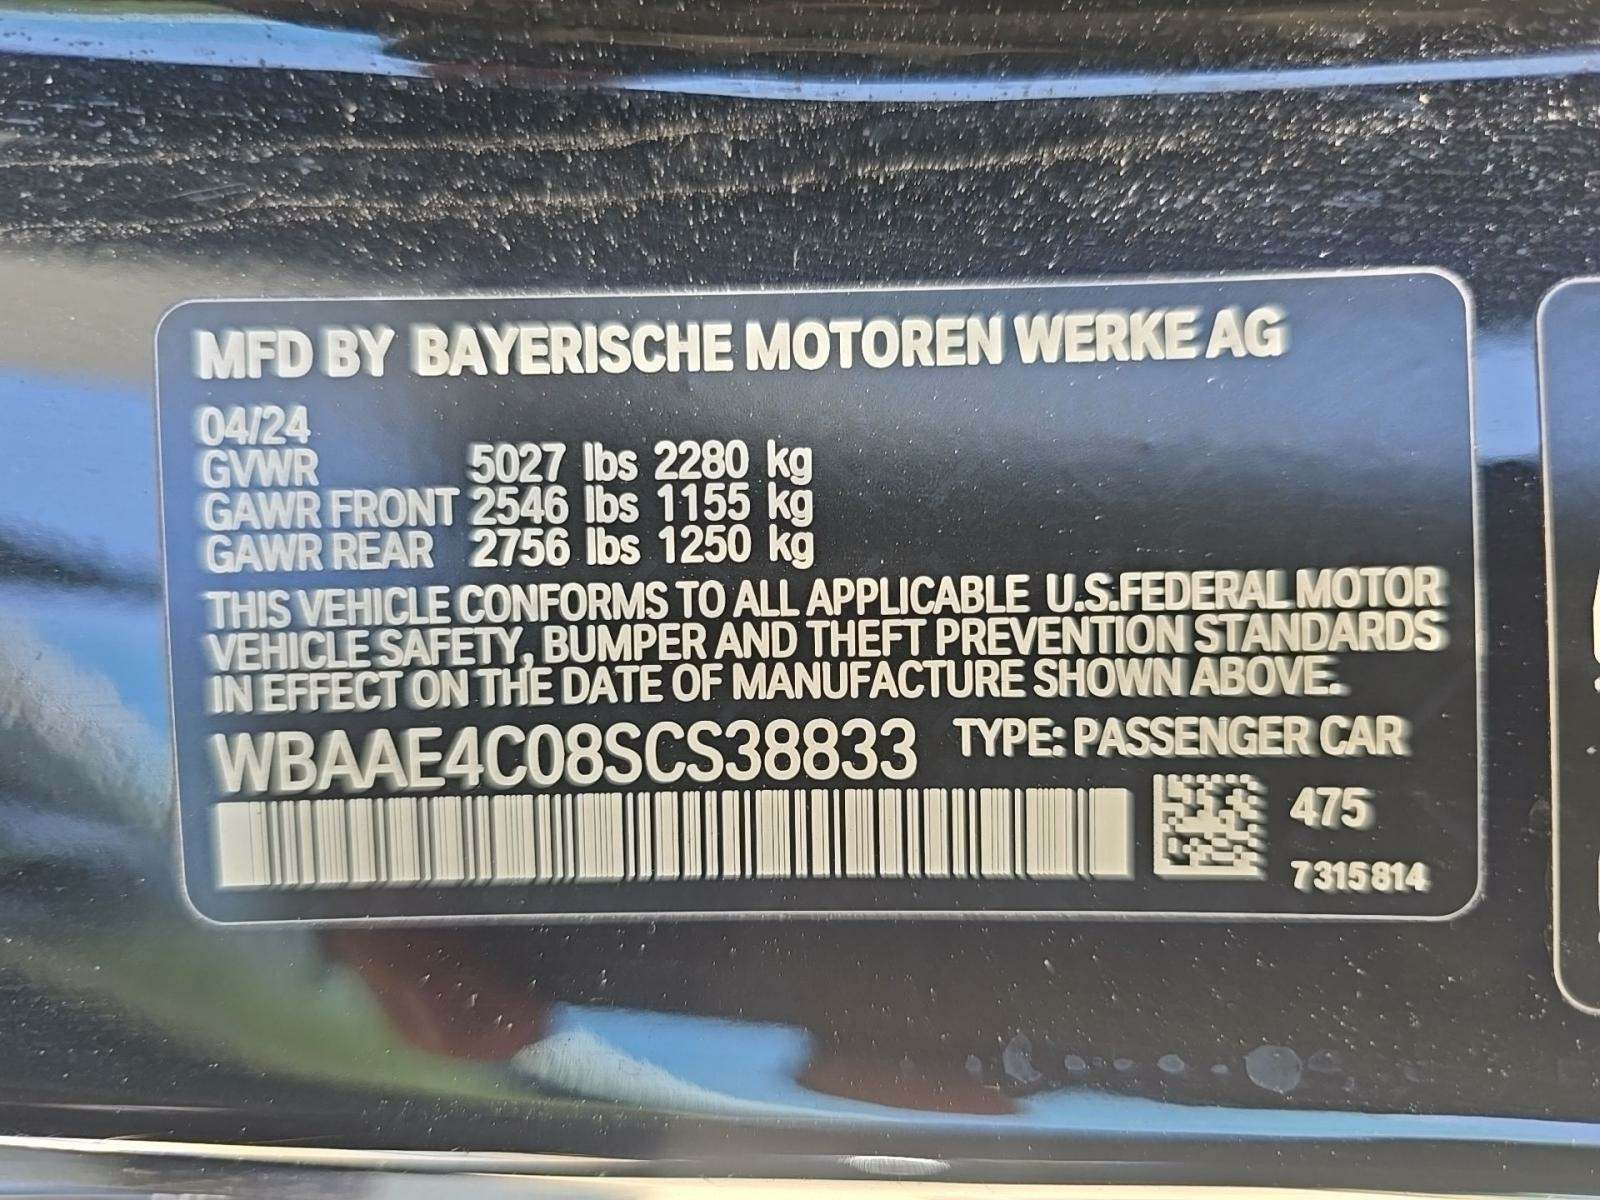 MFD BY BAYERISCHE MOTOREN WERKE AG
04/24
GVWR 5027 lbs 2280 kg
GAWR FRONT 2546 lbs 1155 kg
GAWR REAR 2756 lbs 1250 kg
THIS VEHICLE CONFORMS TO ALL APPLICABLE U.S.FEDERAL MOTOR
VEHICLE SAFETY, BUMPER AND THEFT PREVENTION STANDARDS
IN EFFECT ON THE DATE OF MANUFACTURE SHOWN ABOVE.
WBAAE4C08SCS38833 TYPE: PASSENGER CAR
475
7315814